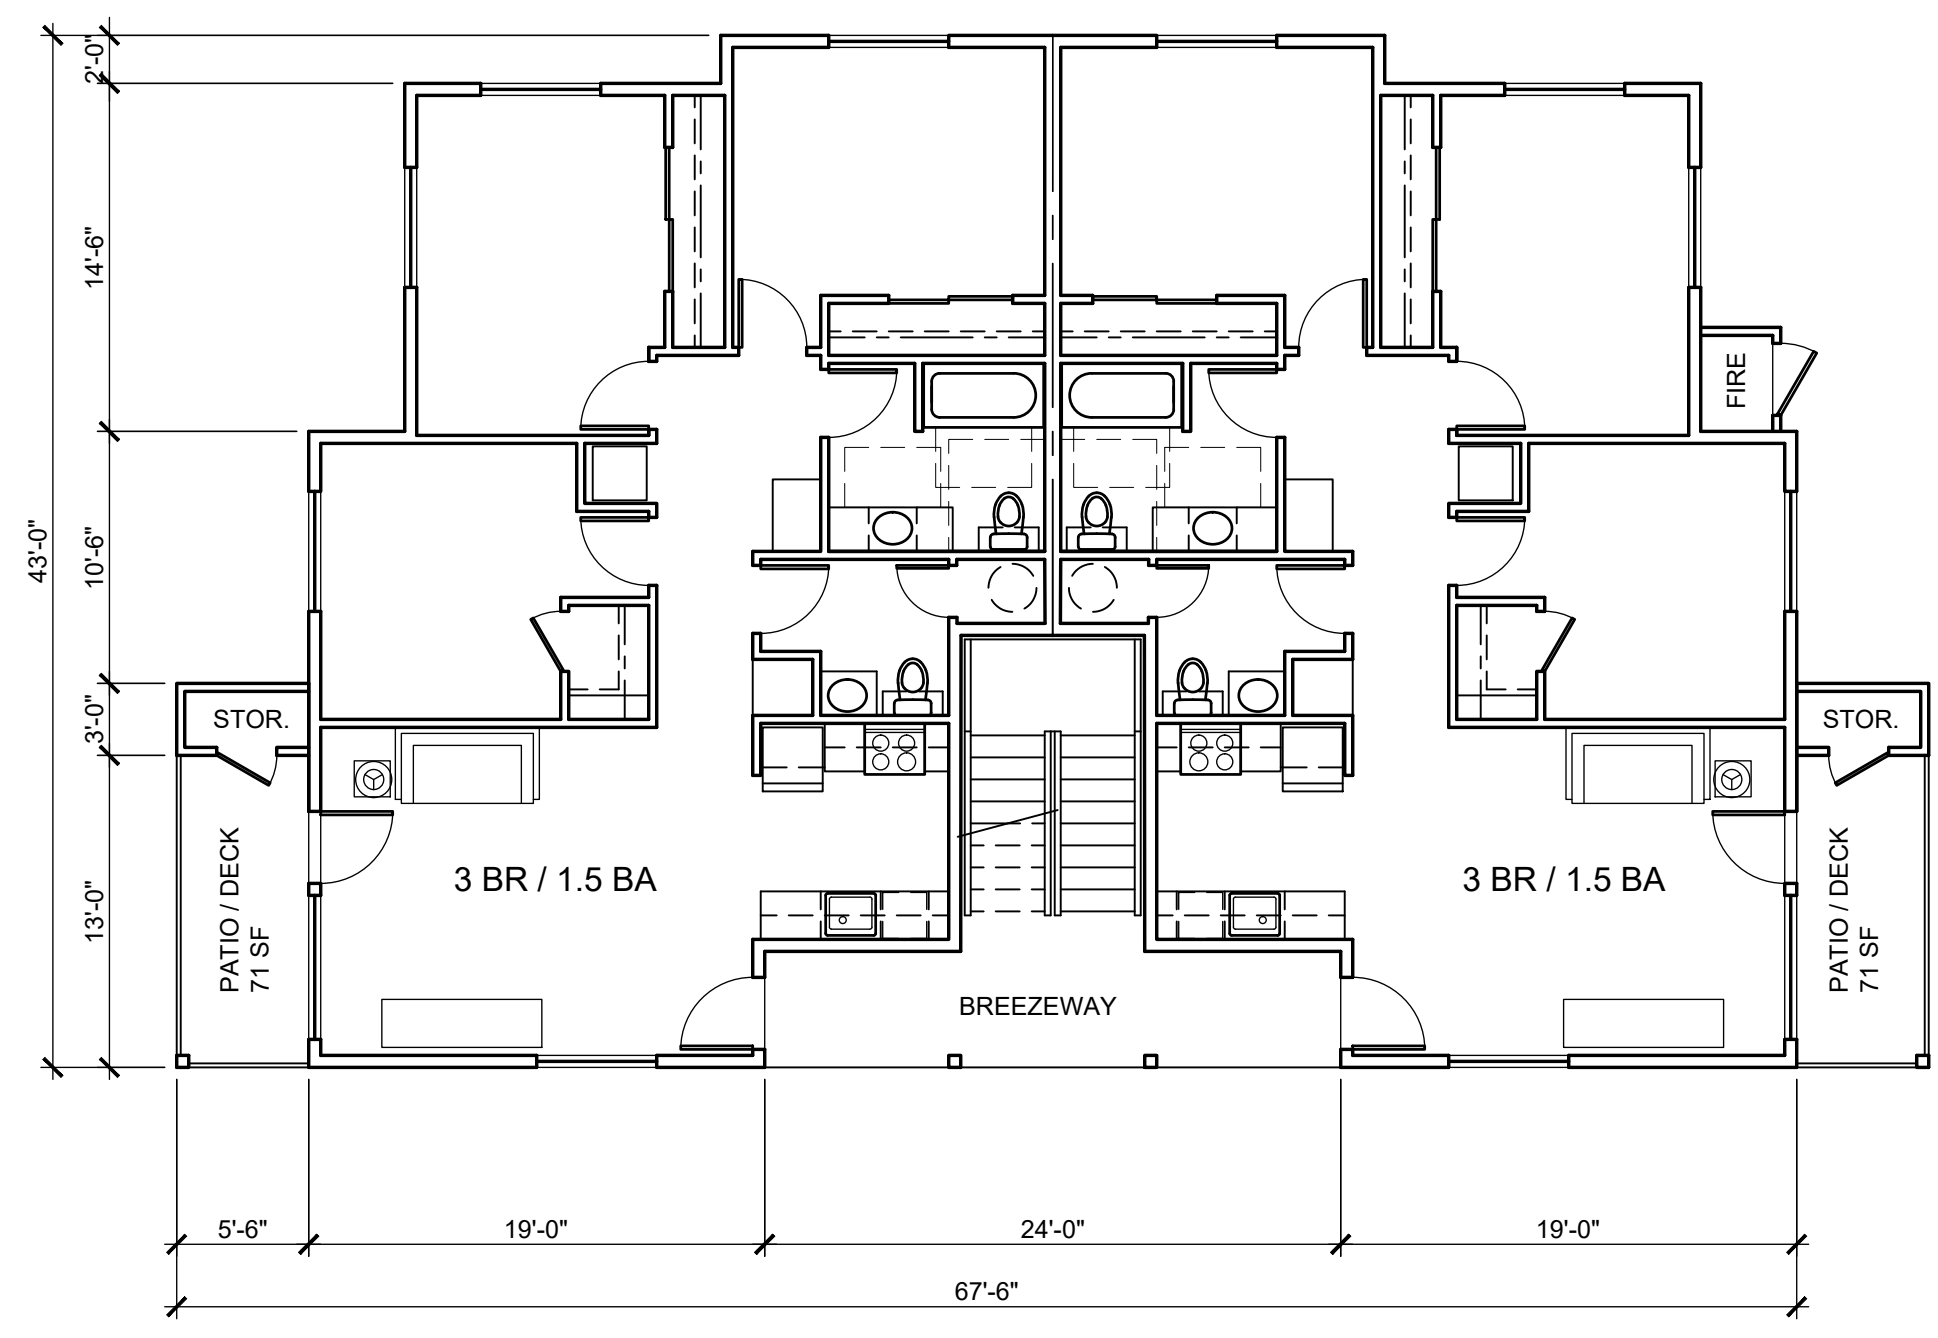 2'-0"
14'-6"
FIRE
43'-0"
10'-6"
3'-0"
STOR.
STOR.
13'-0"
PATIO / DECK
71 SF
3 BR / 1.5 BA
3 BR / 1.5 BA
PATIO / DECK
71 SF
BREEZEWAY
5'-6"
19'-0"
24'-0"
19'-0"
67'-6"